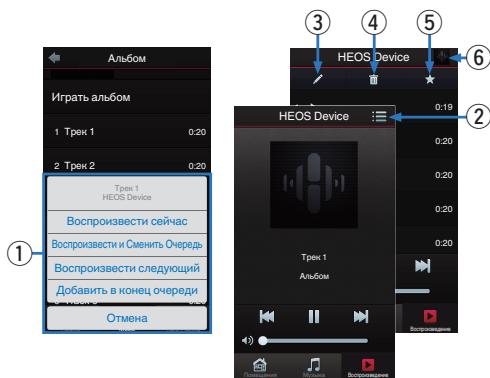 3
4
5
6
2
1
Альбом
Играть альбом
1 Трек 1 0:20
2 Трек 2 0:20
Трек 1
HEOS Device
Воспроизвести сейчас
Воспроизвести и Сменить Очередь
Воспроизвести следующий
Добавить в конец очереди
Отмена
HEOS Device
Трек 1
Альбом
Помещения Музыка Воспроизведение
HEOS Device
0:19
0:20
0:20
0:20
0:20
Воспроизведение